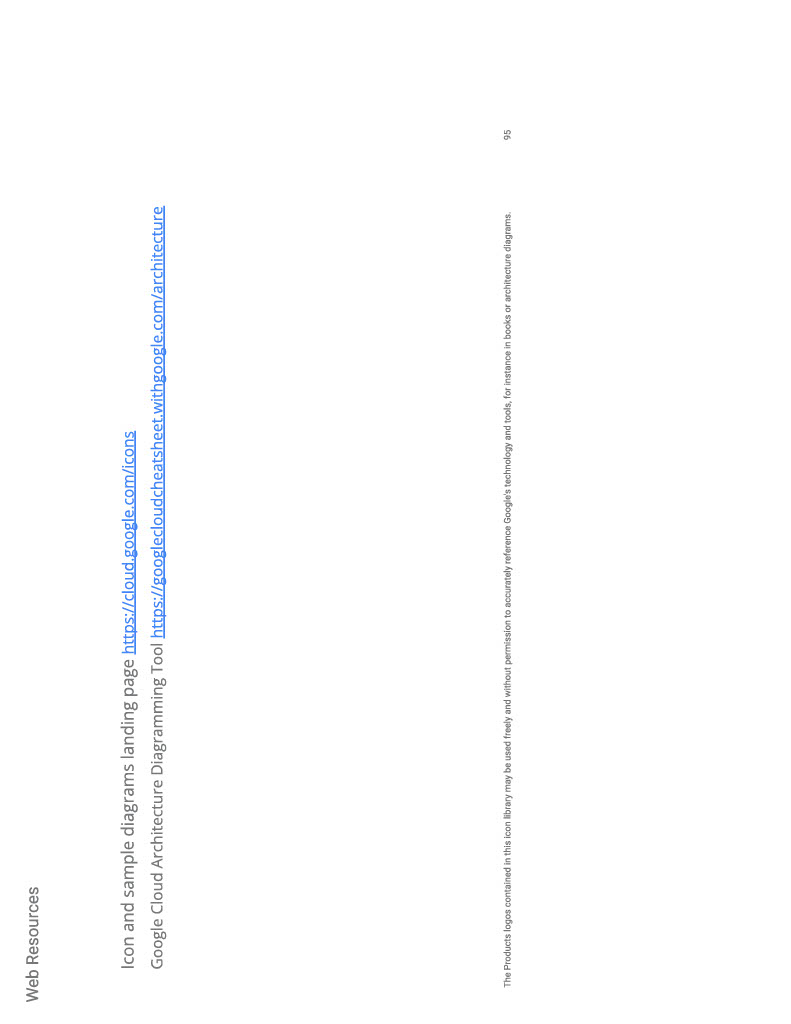 Web Resources
Icon and sample diagrams landing page https://cloud.google.com/icons
Google Cloud Architecture Diagramming Tool https://googlecloudcheatsheet.withgoogle.com/architecture
The Products logos contained in this icon library may be used freely and without permission to accurately reference Google's technology and tools, for instance in books or architecture diagrams.
95